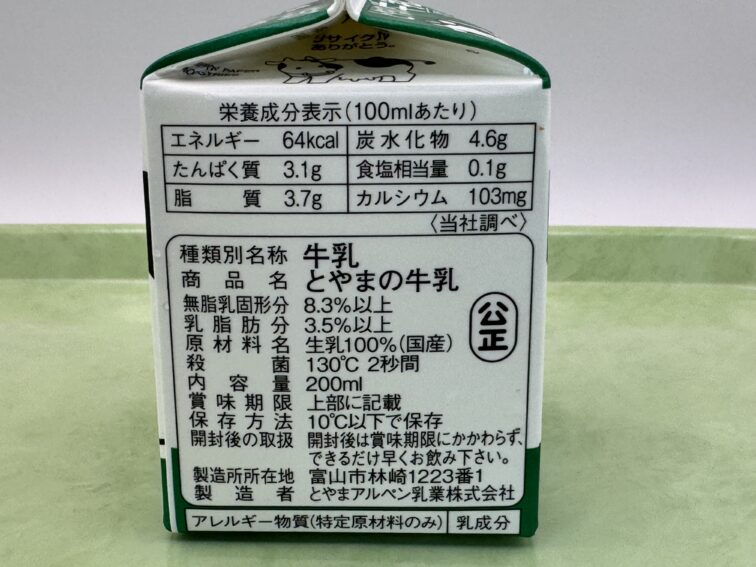 リサイクル
ありがとう。
栄養成分表示(100mlあたり)
エネルギー 64kcal 炭水化物 4.6g
たんぱく質 3.1g 食塩相当量 0.1g
脂質 3.7g カルシウム 103mg
〈当社調べ〉
種類別名称 牛乳
商品名 とやまの牛乳
無脂乳固形分 8.3%以上
乳脂肪分 3.5%以上
原材料名 生乳100%(国産)
殺菌 130℃ 2秒間
内容量 200ml
賞味期限 上部に記載
保存方法 10℃以下で保存
開封後の取扱 開封後は賞味期限にかかわらず、
できるだけ早くお飲み下さい。
製造所所在地 富山市林崎1223番1
製造者 とやまアルペン乳業株式会社
公正
アレルギー物質(特定原材料のみ) 乳成分